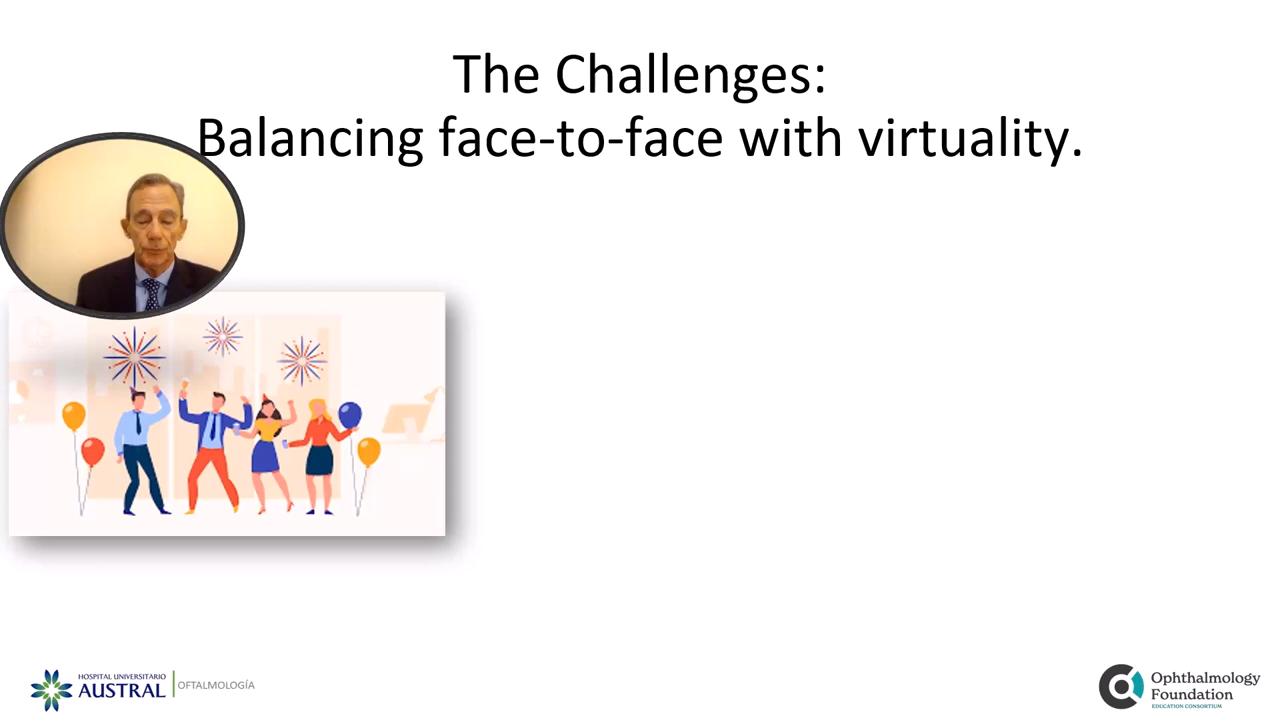 The Challenges:
Balancing face-to-face with virtuality.
HOSPITAL UNIVERSITARIO
AUSTRAL
OFTALMOLOGÍA
Ophthalmology
Foundation
EDUCATION CONSORTIUM